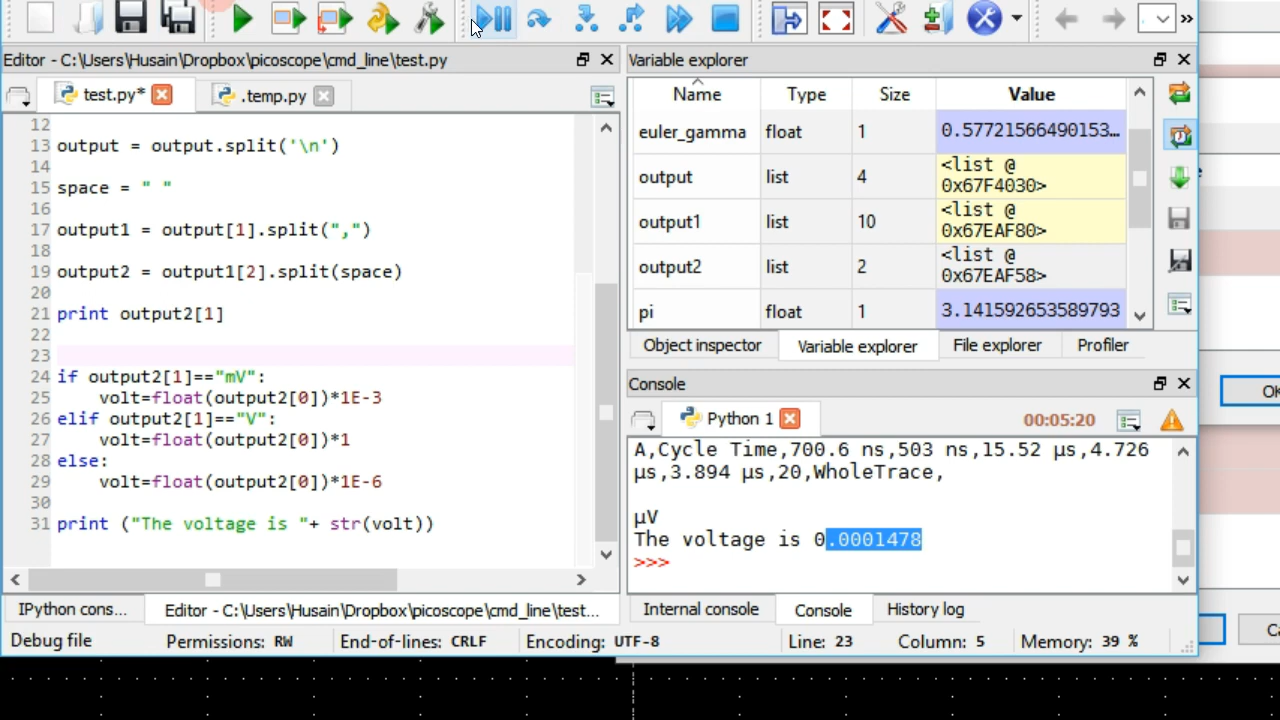 Editor - C:\Users\Husain\Dropbox\picoscope\cmd_line\test.py
test.py*
.temp.py
12
13 output = output.split('\n')
14
15 space = " "
16
17 output1 = output[1].split(",")
18
19 output2 = output1[2].split(space)
20
21 print output2[1]
22
23
24 if output2[1]=="mV":
25 volt=float(output2[0])*1E-3
26 elif output2[1]=="V":
27 volt=float(output2[0])*1
28 else:
29 volt=float(output2[0])*1E-6
30
31 print ("The voltage is "+ str(volt))
IPython cons...
Editor - C:\Users\Husain\Dropbox\picoscope\cmd_line\test...
Variable explorer
Name Type Size Value
euler_gamma float 1 0.57721566490153...
output list 4 <list @
0x67F4030>
output1 list 10 <list @
0x67EAF80>
output2 list 2 <list @
0x67EAF58>
pi float 1 3.141592653589793
Object inspector Variable explorer File explorer Profiler
Console
Python 1
00:05:20
A,Cycle Time,700.6 ns,503 ns,15.52 µs,4.726
µs,3.894 µs,20,WholeTrace,
µV
The voltage is 0.0001478
>>>
Internal console Console History log
Debug file Permissions: RW End-of-lines: CRLF Encoding: UTF-8 Line: 23 Column: 5 Memory: 39 %